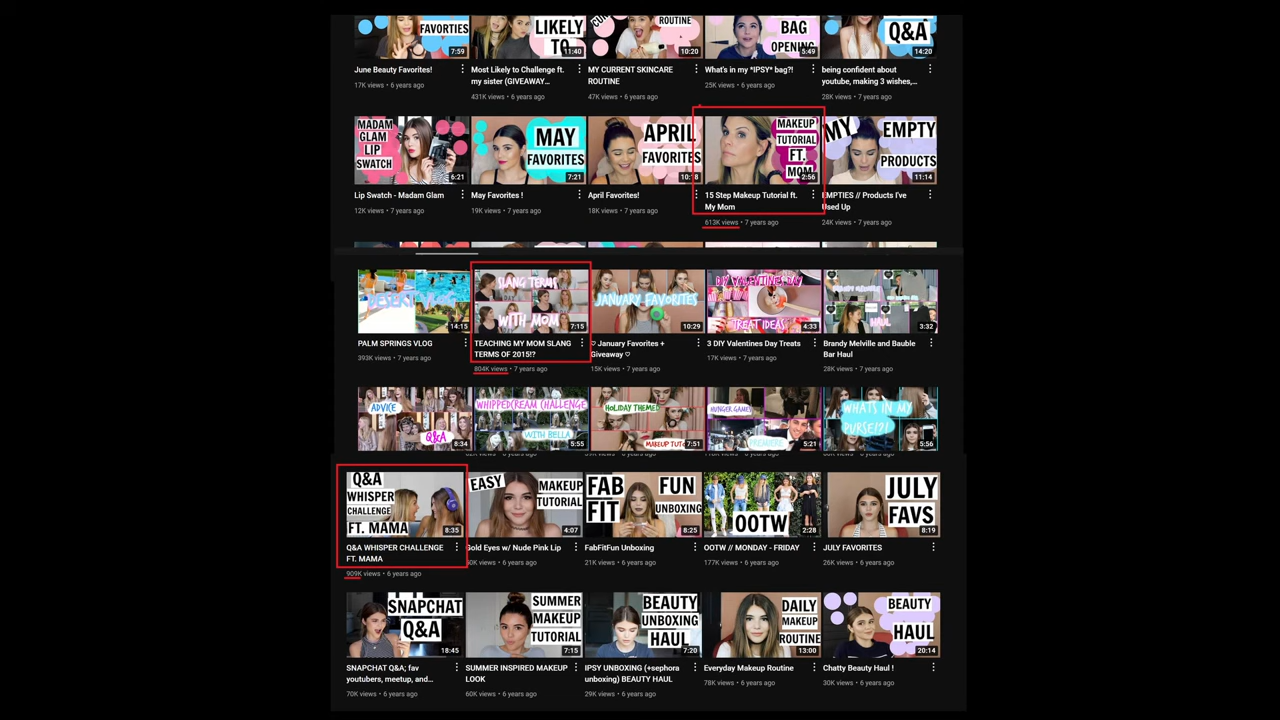 FAVORTIES
7:59
LIKELY
TO
11:40
ROUTINE
10:20
BAG
OPENING
5:49
Q&A
14:20
June Beauty Favorites!
17K views • 6 years ago
Most Likely to Challenge ft.
my sister (GIVEAWAY...
431K views • 6 years ago
MY CURRENT SKINCARE
ROUTINE
47K views • 6 years ago
What's in my *IPSY* bag?!
25K views • 6 years ago
being confident about
youtube, making 3 wishes,...
28K views • 7 years ago
MADAM
GLAM
LIP
SWATCH
6:21
MAY
FAVORITES
7:21
APRIL
FAVORITES
MAKEUP
TUTORIAL
FT.
MOM
2:56
MY EMPTY
PRODUCTS
11:14
Lip Swatch - Madam Glam
12K views • 7 years ago
May Favorites !
19K views • 7 years ago
April Favorites!
18K views • 7 years ago
15 Step Makeup Tutorial ft.
My Mom
613K views • 7 years ago
EMPTIES // Products I've
Used Up
24K views • 7 years ago
DESERT VLOG
14:15
SLANG TERMS
WITH MOM
7:15
JANUARY FAVORITES
10:29
DIY VALENTINES DAY
TREAT IDEAS
4:33
HAUL
3:32
PALM SPRINGS VLOG
393K views • 7 years ago
TEACHING MY MOM SLANG
TERMS OF 2015!?
804K views • 7 years ago
♡ January Favorites +
Giveaway ♡
15K views • 7 years ago
3 DIY Valentines Day Treats
17K views • 7 years ago
Brandy Melville and Bauble
Bar Haul
28K views • 7 years ago
ADVICE
Q&A
8:34
WHIPPEDCREAM CHALLENGE
WITH BELLA
5:55
HOLIDAY THEMED
MAKEUP TUTO
7:51
HUNGER GAMES
PREMIERE
5:21
WHATS IN MY
PURSE!?!
5:56
Q&A
WHISPER
CHALLENGE
FT. MAMA
8:35
EASY MAKEUP
TUTORIAL
4:07
FAB FUN
FIT UNBOXING
8:25
OOTW
2:28
JULY
FAVS
8:19
Q&A WHISPER CHALLENGE
FT. MAMA
909K views • 6 years ago
Gold Eyes w/ Nude Pink Lip
0K views • 6 years ago
FabFitFun Unboxing
21K views • 6 years ago
OOTW // MONDAY - FRIDAY
177K views • 6 years ago
JULY FAVORITES
26K views • 6 years ago
SNAPCHAT
Q&A
18:45
SUMMER
MAKEUP
TUTORIAL
7:15
BEAUTY
UNBOXING
HAUL
7:20
DAILY
MAKEUP
ROUTINE
13:00
BEAUTY
HAUL
20:14
SNAPCHAT Q&A; fav
youtubers, meetup, and...
70K views • 6 years ago
SUMMER INSPIRED MAKEUP
LOOK
60K views • 6 years ago
IPSY UNBOXING (+sephora
unboxing) BEAUTY HAUL
29K views • 6 years ago
Everyday Makeup Routine
78K views • 6 years ago
Chatty Beauty Haul !
30K views • 6 years ago